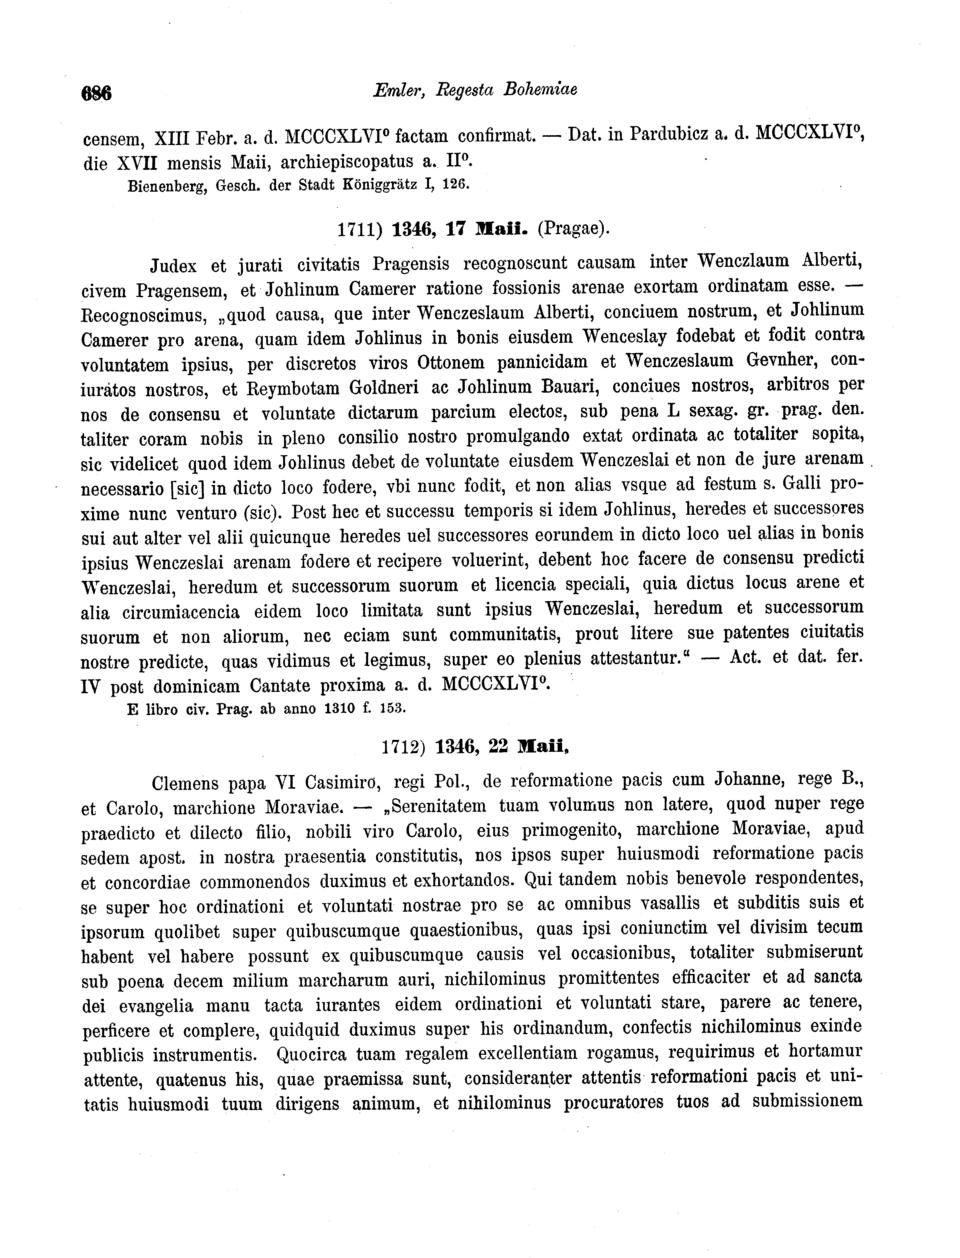 686
Emler, Regesta Bohemiae
censem, XIII Febr. a. d. MCCCXLVI⁰ factam confirmat. — Dat. in Pardubicz a. d. MCCCXLVI⁰,
die XVII mensis Maii, archiepiscopatus a. II⁰.
Bienenberg, Gesch. der Stadt Königgrätz I, 126.
1711) 1346, 17 Maii. (Pragae).
Judex et jurati civitatis Pragensis recognoscunt causam inter Wenczlaum Alberti,
civem Pragensem, et Johlinum Camerer ratione fossionis arenae exortam ordinatam esse. —
Recognoscimus, „quod causa, que inter Wenczeslaum Alberti, conciuem nostrum, et Johlinum
Camerer pro arena, quam idem Johlinus in bonis eiusdem Wenceslay fodebat et fodit contra
voluntatem ipsius, per discretos viros Ottonem pannicidam et Wenczeslaum Gevnher, con-
iuratos nostros, et Reymbotam Goldneri ac Johlinum Bauari, conciues nostros, arbitros per
nos de consensu et voluntate dictarum parcium electos, sub pena L sexag. gr. prag. den.
taliter coram nobis in pleno consilio nostro promulgando extat ordinata ac totaliter sopita,
sic videlicet quod idem Johlinus debet de voluntate eiusdem Wenczeslai et non de jure arenam
necessario [sic] in dicto loco fodere, vbi nunc fodit, et non alias vsque ad festum s. Galli pro-
xime nunc venturo (sic). Post hec et successu temporis si idem Johlinus, heredes et successores
sui aut alter vel alii quicunque heredes uel successores eorundem in dicto loco uel alias in bonis
ipsius Wenczeslai arenam fodere et recipere voluerint, debent hoc facere de consensu predicti
Wenczeslai, heredum et successorum suorum et licencia speciali, quia dictus locus arene et
alia circumiacencia eidem loco limitata sunt ipsius Wenczeslai, heredum et successorum
suorum et non aliorum, nec eciam sunt communitatis, prout litere sue patentes ciuitatis
nostre predicte, quas vidimus et legimus, super eo plenius attestantur.“ — Act. et dat. fer.
IV post dominicam Cantate proxima a. d. MCCCXLVI⁰.
E libro civ. Prag. ab anno 1310 f. 153.
1712) 1346, 22 Maii.
Clemens papa VI Casimiro, regi Pol., de reformatione pacis cum Johanne, rege B.,
et Carolo, marchione Moraviae. — „Serenitatem tuam volumus non latere, quod nuper rege
praedicto et dilecto filio, nobili viro Carolo, eius primogenito, marchione Moraviae, apud
sedem apost. in nostra praesentia constitutis, nos ipsos super huiusmodi reformatione pacis
et concordiae commonendos duximus et exhortandos. Qui tandem nobis benevole respondentes,
se super hoc ordinationi et voluntati nostrae pro se ac omnibus vasallis et subditis suis et
ipsorum quolibet super quibuscumque quaestionibus, quas ipsi coniunctim vel divisim tecum
habent vel habere possunt ex quibuscumque causis vel occasionibus, totaliter submiserunt
sub poena decem milium marcharum auri, nichilominus promittentes efficaciter et ad sancta
dei evangelia manu tacta iurantes eidem ordinationi et voluntati stare, parere ac tenere,
perficere et complere, quidquid duximus super his ordinandum, confectis nichilominus exinde
publicis instrumentis. Quocirca tuam regalem excellentiam rogamus, requirimus et hortamur
attente, quatenus his, quae praemissa sunt, consideranter attentis reformationi pacis et uni-
tatis huiusmodi tuum dirigens animum, et nihilominus procuratores tuos ad submissionem